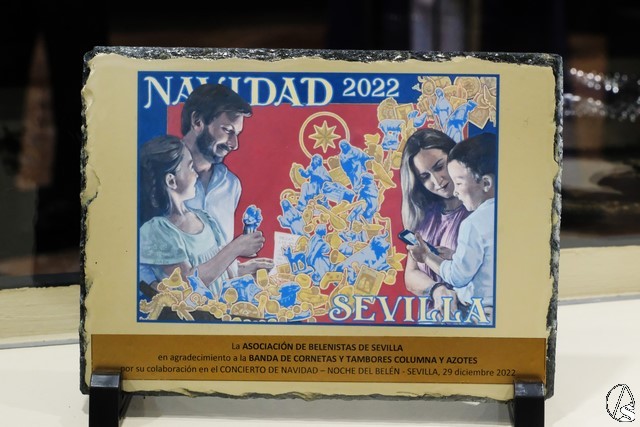 NAVIDAD 2022
SEVILLA
La ASOCIACIÓN DE BELENISTAS DE SEVILLA
en agradecimiento a la BANDA DE CORNETAS Y TAMBORES COLUMNA Y AZOTES
por su colaboración en el CONCIERTO DE NAVIDAD – NOCHE DEL BELÉN - SEVILLA, 29 diciembre 2022